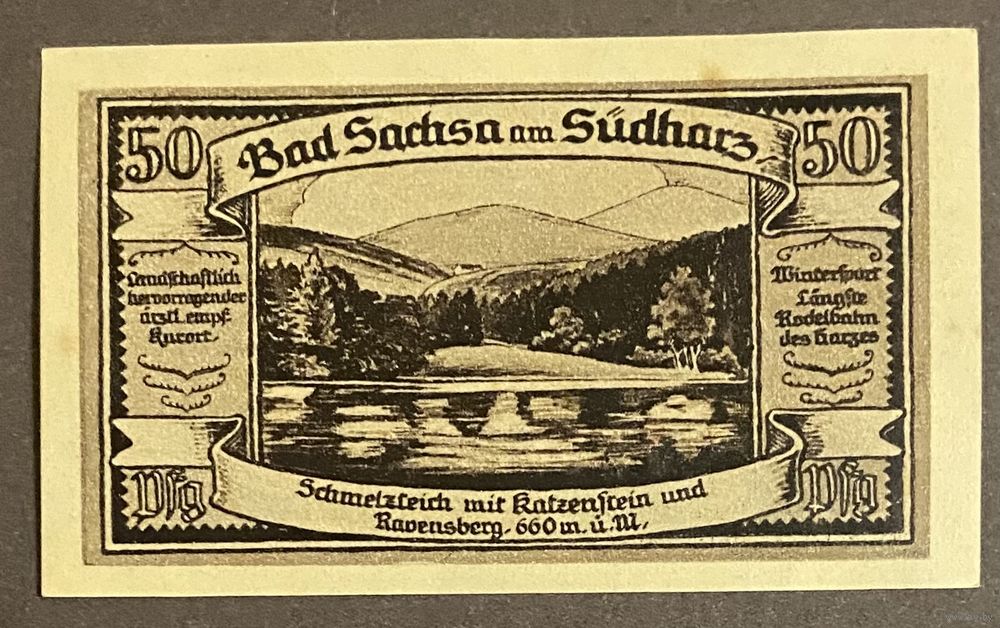 50
Bad Sachsa am Südharz.
50
Landschaftlich
hervorragender
ärztl. empf.
Kurort.
Wintersport
Längste
Rodelbahn
des Harzes
Pfg
Schmelzteich mit Katzenstein und
Ravensberg. 660 m. ü. M.
Pfg